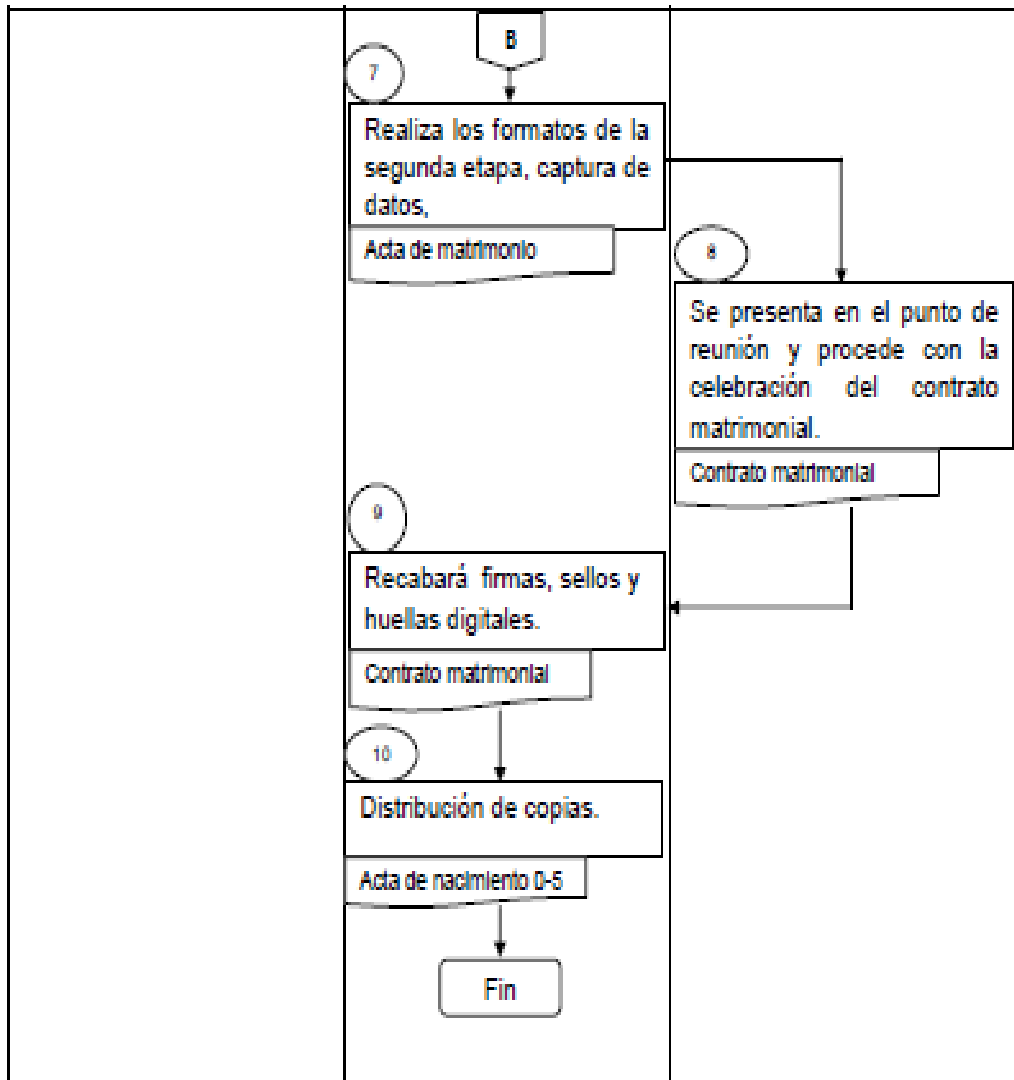 B
7
Realiza los formatos de la
segunda etapa, captura de
datos,
Acta de matrimonio
8
Se presenta en el punto de
reunión y procede con la
celebración del contrato
matrimonial.
Contrato matrimonial
9
Recabará firmas, sellos y
huellas digitales.
Contrato matrimonial
10
Distribución de copias.
Acta de nacimiento 0-5
Fin